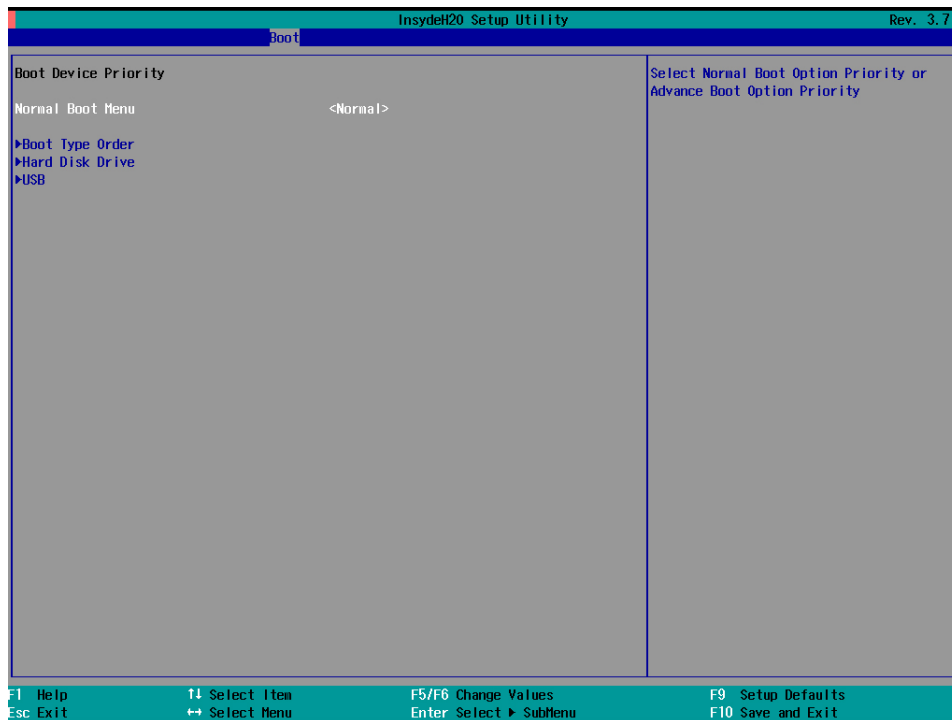 InsydeH20 Setup Utility Rev. 3.7
Boot
Boot Device Priority
Normal Boot Menu <Normal>
▶Boot Type Order
▶Hard Disk Drive
▶USB
Select Normal Boot Option Priority or
Advance Boot Option Priority
F1 Help ↑↓ Select Item F5/F6 Change Values F9 Setup Defaults
Esc Exit ↔ Select Menu Enter Select ▶ SubMenu F10 Save and Exit